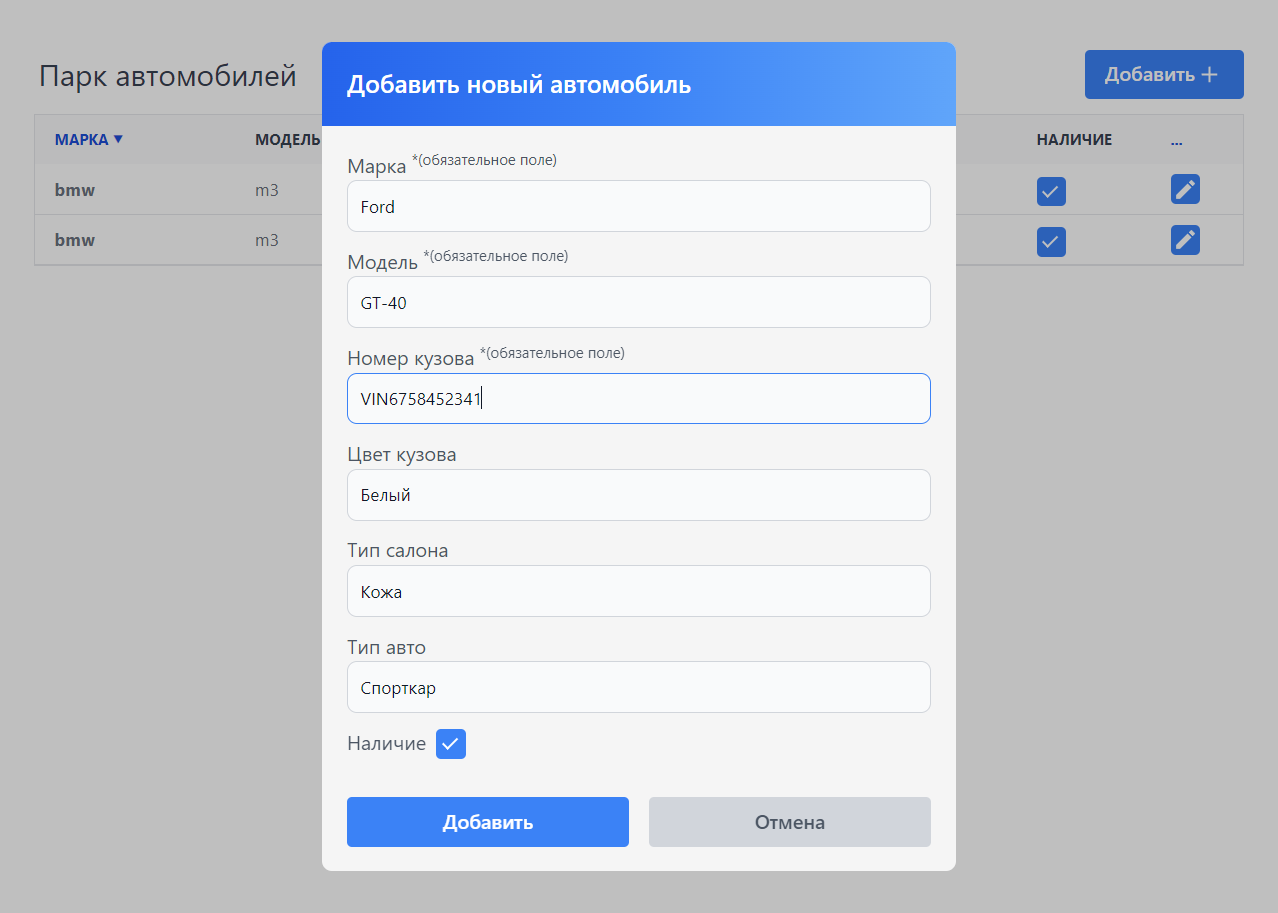 Парк автомобилей
Добавить +
МАРКА ▼ МОДЕЛЬ НАЛИЧИЕ ...
bmw m3
bmw m3
Добавить новый автомобиль
Марка *(обязательное поле)
Ford
Модель *(обязательное поле)
GT-40
Номер кузова *(обязательное поле)
VIN6758452341
Цвет кузова
Белый
Тип салона
Кожа
Тип авто
Спорткар
Наличие
Добавить Отмена